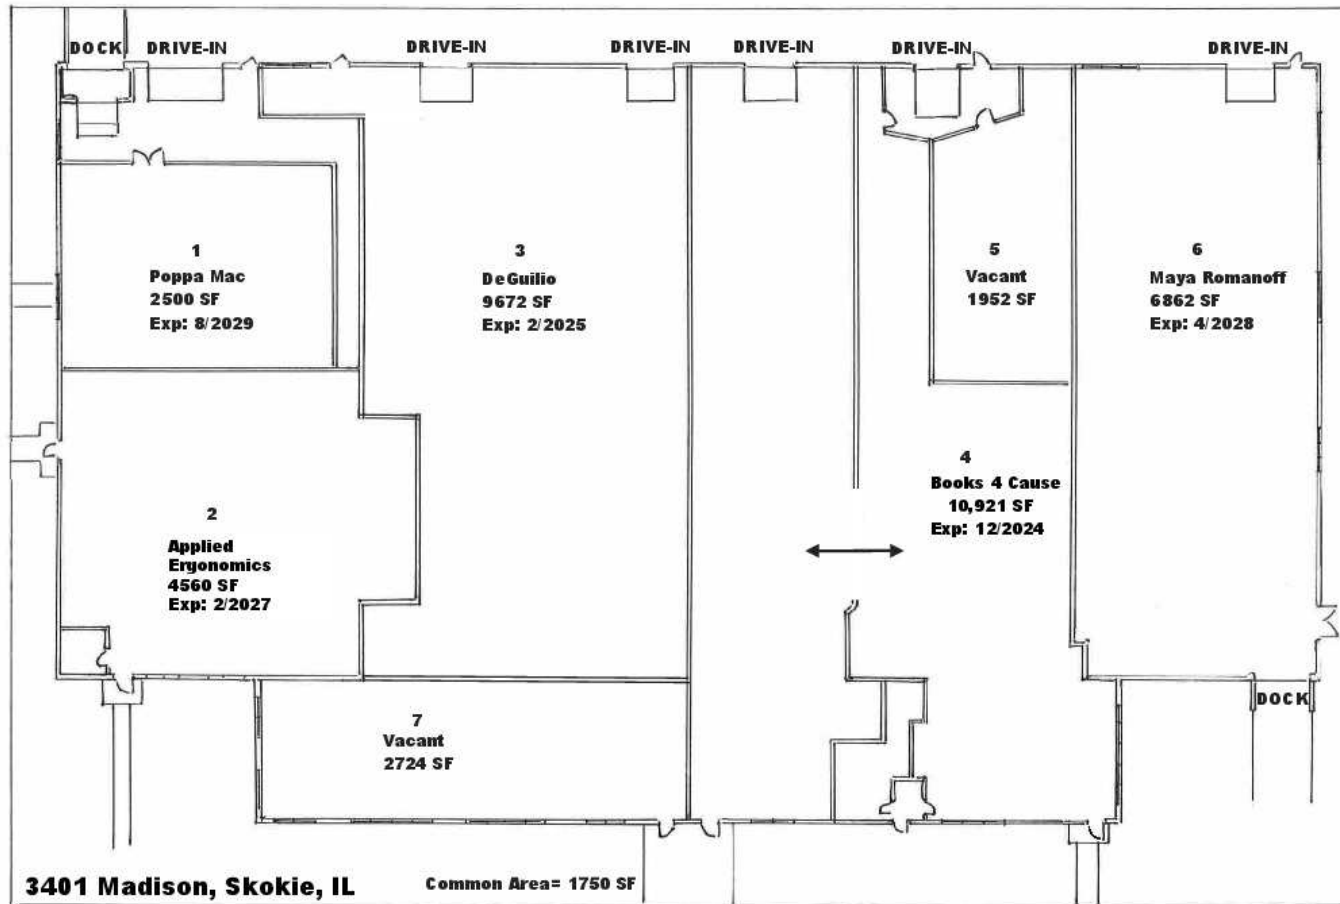 DOCK DRIVE-IN DRIVE-IN DRIVE-IN DRIVE-IN DRIVE-IN DRIVE-IN
1
Poppa Mac
2500 SF
Exp: 8/2029
3
DeGuilio
9672 SF
Exp: 2/2025
5
Vacant
1952 SF
6
Maya Romanoff
6862 SF
Exp: 4/2028
4
Books 4 Cause
10,921 SF
Exp: 12/2024
2
Applied
Ergonomics
4560 SF
Exp: 2/2027
DOCK
7
Vacant
2724 SF
3401 Madison, Skokie, IL
Common Area= 1750 SF